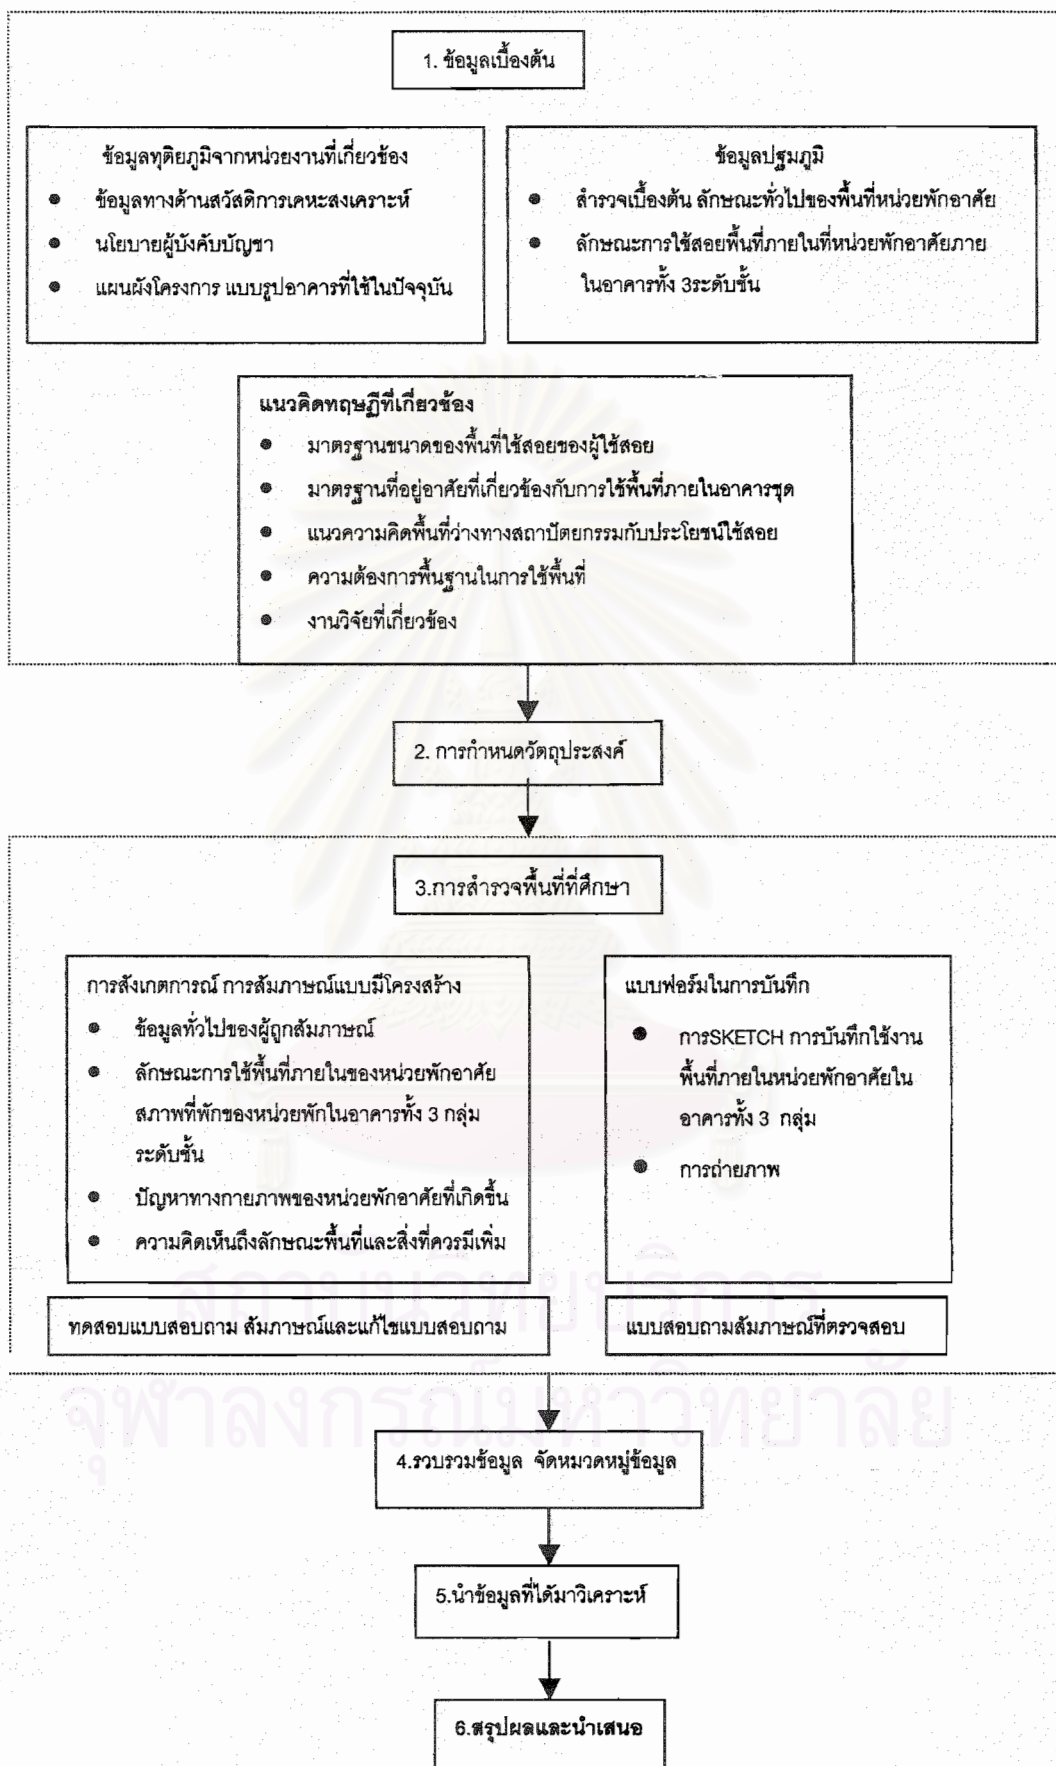 1. ข้อมูลเบื้องต้น
ข้อมูลทุติยภูมิจากหน่วยงานที่เกี่ยวข้อง
● ข้อมูลทางด้านสวัสดิการเคหะสงเคราะห์
● นโยบายผู้บังคับบัญชา
● แผนผังโครงการ แบบรูปอาคารที่ใช้ในปัจจุบัน
ข้อมูลปฐมภูมิ
● สำรวจเบื้องต้น ลักษณะทั่วไปของพื้นที่หน่วยพักอาศัย
● ลักษณะการใช้สอยพื้นที่ภายในที่หน่วยพักอาศัยภาย
ในอาคารทั้ง 3ระดับชั้น
แนวคิดทฤษฎีที่เกี่ยวข้อง
● มาตรฐานขนาดของพื้นที่ใช้สอยของผู้ใช้สอย
● มาตรฐานที่อยู่อาศัยที่เกี่ยวข้องกับการใช้พื้นที่ภายในอาคารชุด
● แนวความคิดพื้นที่ว่างทางสถาปัตยกรรมกับประโยชน์ใช้สอย
● ความต้องการพื้นฐานในการใช้พื้นที่
● งานวิจัยที่เกี่ยวข้อง
2. การกำหนดวัตถุประสงค์
3.การสำรวจพื้นที่ที่ศึกษา
การสังเกตการณ์ การสัมภาษณ์แบบมีโครงสร้าง
● ข้อมูลทั่วไปของผู้ถูกสัมภาษณ์
● ลักษณะการใช้พื้นที่ภายในของหน่วยพักอาศัย
สภาพที่พักของหน่วยพักในอาคารทั้ง 3 กลุ่ม
ระดับชั้น
● ปัญหาทางกายภาพของหน่วยพักอาศัยที่เกิดขึ้น
● ความคิดเห็นถึงลักษณะพื้นที่และสิ่งที่ควรมีเพิ่ม
แบบฟอร์มในการบันทึก
● การSKETCH การบันทึกใช้งาน
พื้นที่ภายในหน่วยพักอาศัยใน
อาคารทั้ง 3 กลุ่ม
● การถ่ายภาพ
สถาบันวิทยบริการ
ทดสอบแบบสอบถาม สัมภาษณ์และแก้ไขแบบสอบถาม
แบบสอบถามสัมภาษณ์ที่ตรวจสอบ
จุฬาลงกรณ์มหาวิทยาลัย
4.รวบรวมข้อมูล จัดหมวดหมู่ข้อมูล
5.นำข้อมูลที่ได้มาวิเคราะห์
6.สรุปผลและนำเสนอ